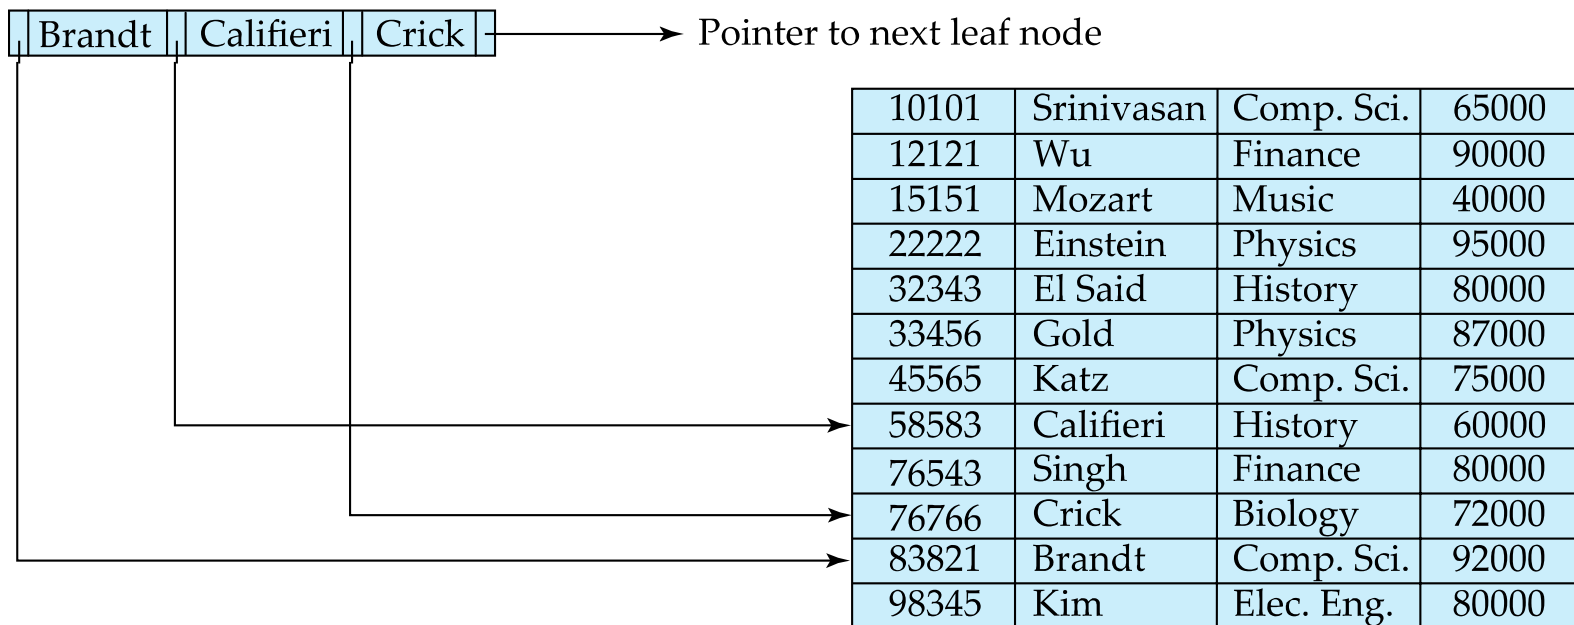 Brandt Califieri Crick Pointer to next leaf node
10101 Srinivasan Comp. Sci. 65000
12121 Wu Finance 90000
15151 Mozart Music 40000
22222 Einstein Physics 95000
32343 El Said History 80000
33456 Gold Physics 87000
45565 Katz Comp. Sci. 75000
58583 Califieri History 60000
76543 Singh Finance 80000
76766 Crick Biology 72000
83821 Brandt Comp. Sci. 92000
98345 Kim Elec. Eng. 80000